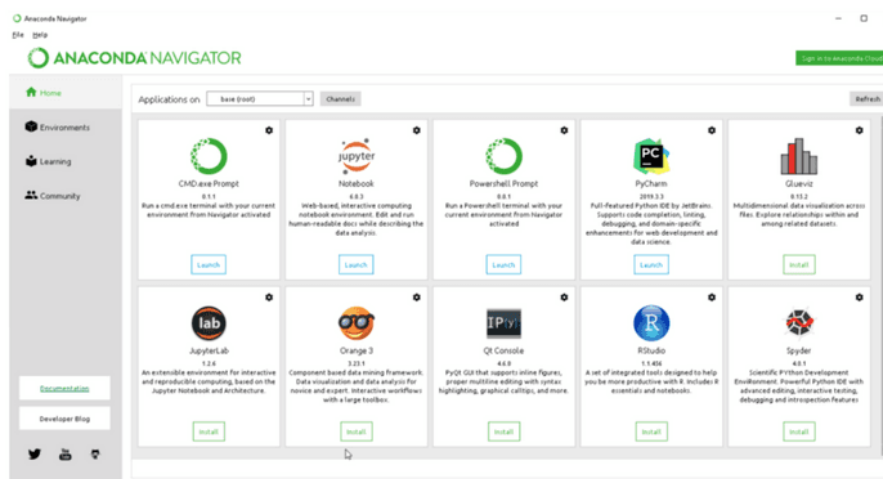 Anaconda Navigator
File Help
ANACONDA NAVIGATOR
Sign in to Anaconda Cloud
Home
Environments
Learning
Community
Documentation
Developer Blog
You
Tube
Applications on base (root) Channels Refresh
CMD.exe Prompt
0.1.1
Run a cmd.exe terminal with your current
environment from Navigator activated
Launch
jupyter
Notebook
6.0.3
Web-based, interactive computing
notebook environment. Edit and run
human-readable docs while describing the
data analysis.
Launch
Powershell Prompt
0.0.1
Run a Powershell terminal with your
current environment from Navigator
activated
Launch
PC
PyCharm
2019.3.3
Full-featured Python IDE by JetBrains.
Supports code completion, linting,
debugging, and domain-specific
enhancements for web development and
data science.
Launch
Glueviz
0.15.2
Multidimensional data visualization across
files. Explore relationships within and
among related datasets.
Install
lab
JupyterLab
1.2.6
An extensible environment for interactive
and reproducible computing, based on the
Jupyter Notebook and Architecture.
Install
Orange 3
3.23.1
Component based data mining framework.
Data visualization and data analysis for
novice and expert. Interactive workflows
with a large toolbox.
Install
IP[y]:
Qt Console
4.6.0
PyQt GUI that supports inline figures,
proper multiline editing with syntax
highlighting, graphical calltips, and more.
Install
R
RStudio
1.1.456
A set of integrated tools designed to help
you be more productive with R. Includes R
essentials and notebooks.
Install
Spyder
4.0.1
Scientific PYthon Development
EnviRonment. Powerful Python IDE with
advanced editing, interactive testing,
debugging and introspection features
Install